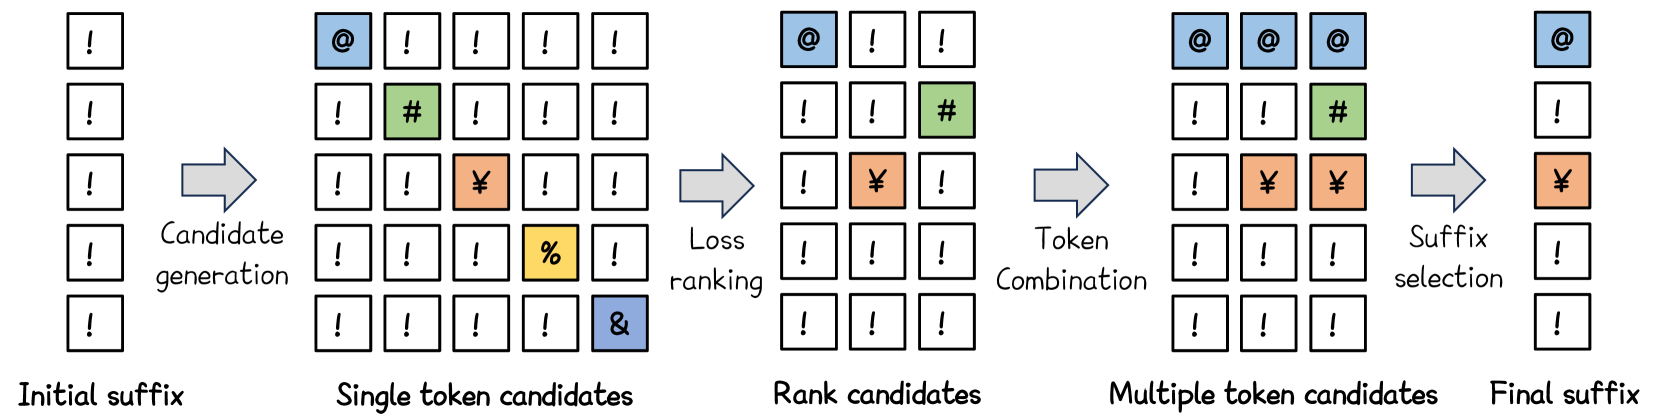 ! @ ! ! ! ! @ ! ! @ @ @ @
! ! # ! ! ! ! ! # ! ! # !
! ! ! ¥ ! ! ! ¥ ! ! ¥ ¥ ¥
! ! ! ! % ! ! ! ! ! ! ! !
! ! ! ! ! & ! ! ! ! ! ! !
Candidate
generation
Loss
ranking
Token
Combination
Suffix
selection
Initial suffix
Single token candidates
Rank candidates
Multiple token candidates
Final suffix